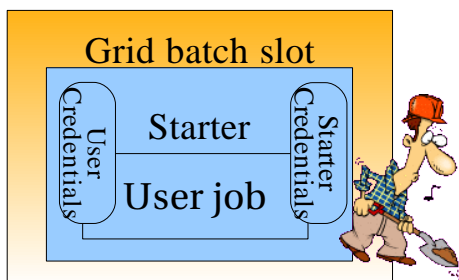 Grid batch slot
User
Credentials
Starter
User job
Starter
Credentials